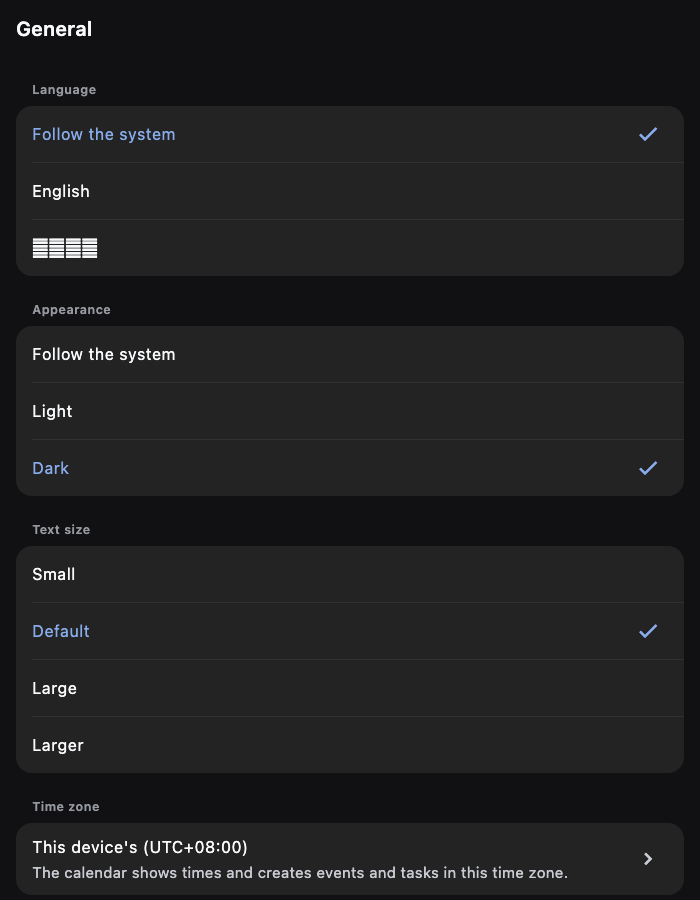 General
Language
Follow the system
English
Appearance
Follow the system
Light
Dark
Text size
Small
Default
Large
Larger
Time zone
This device's (UTC+08:00)
The calendar shows times and creates events and tasks in this time zone.